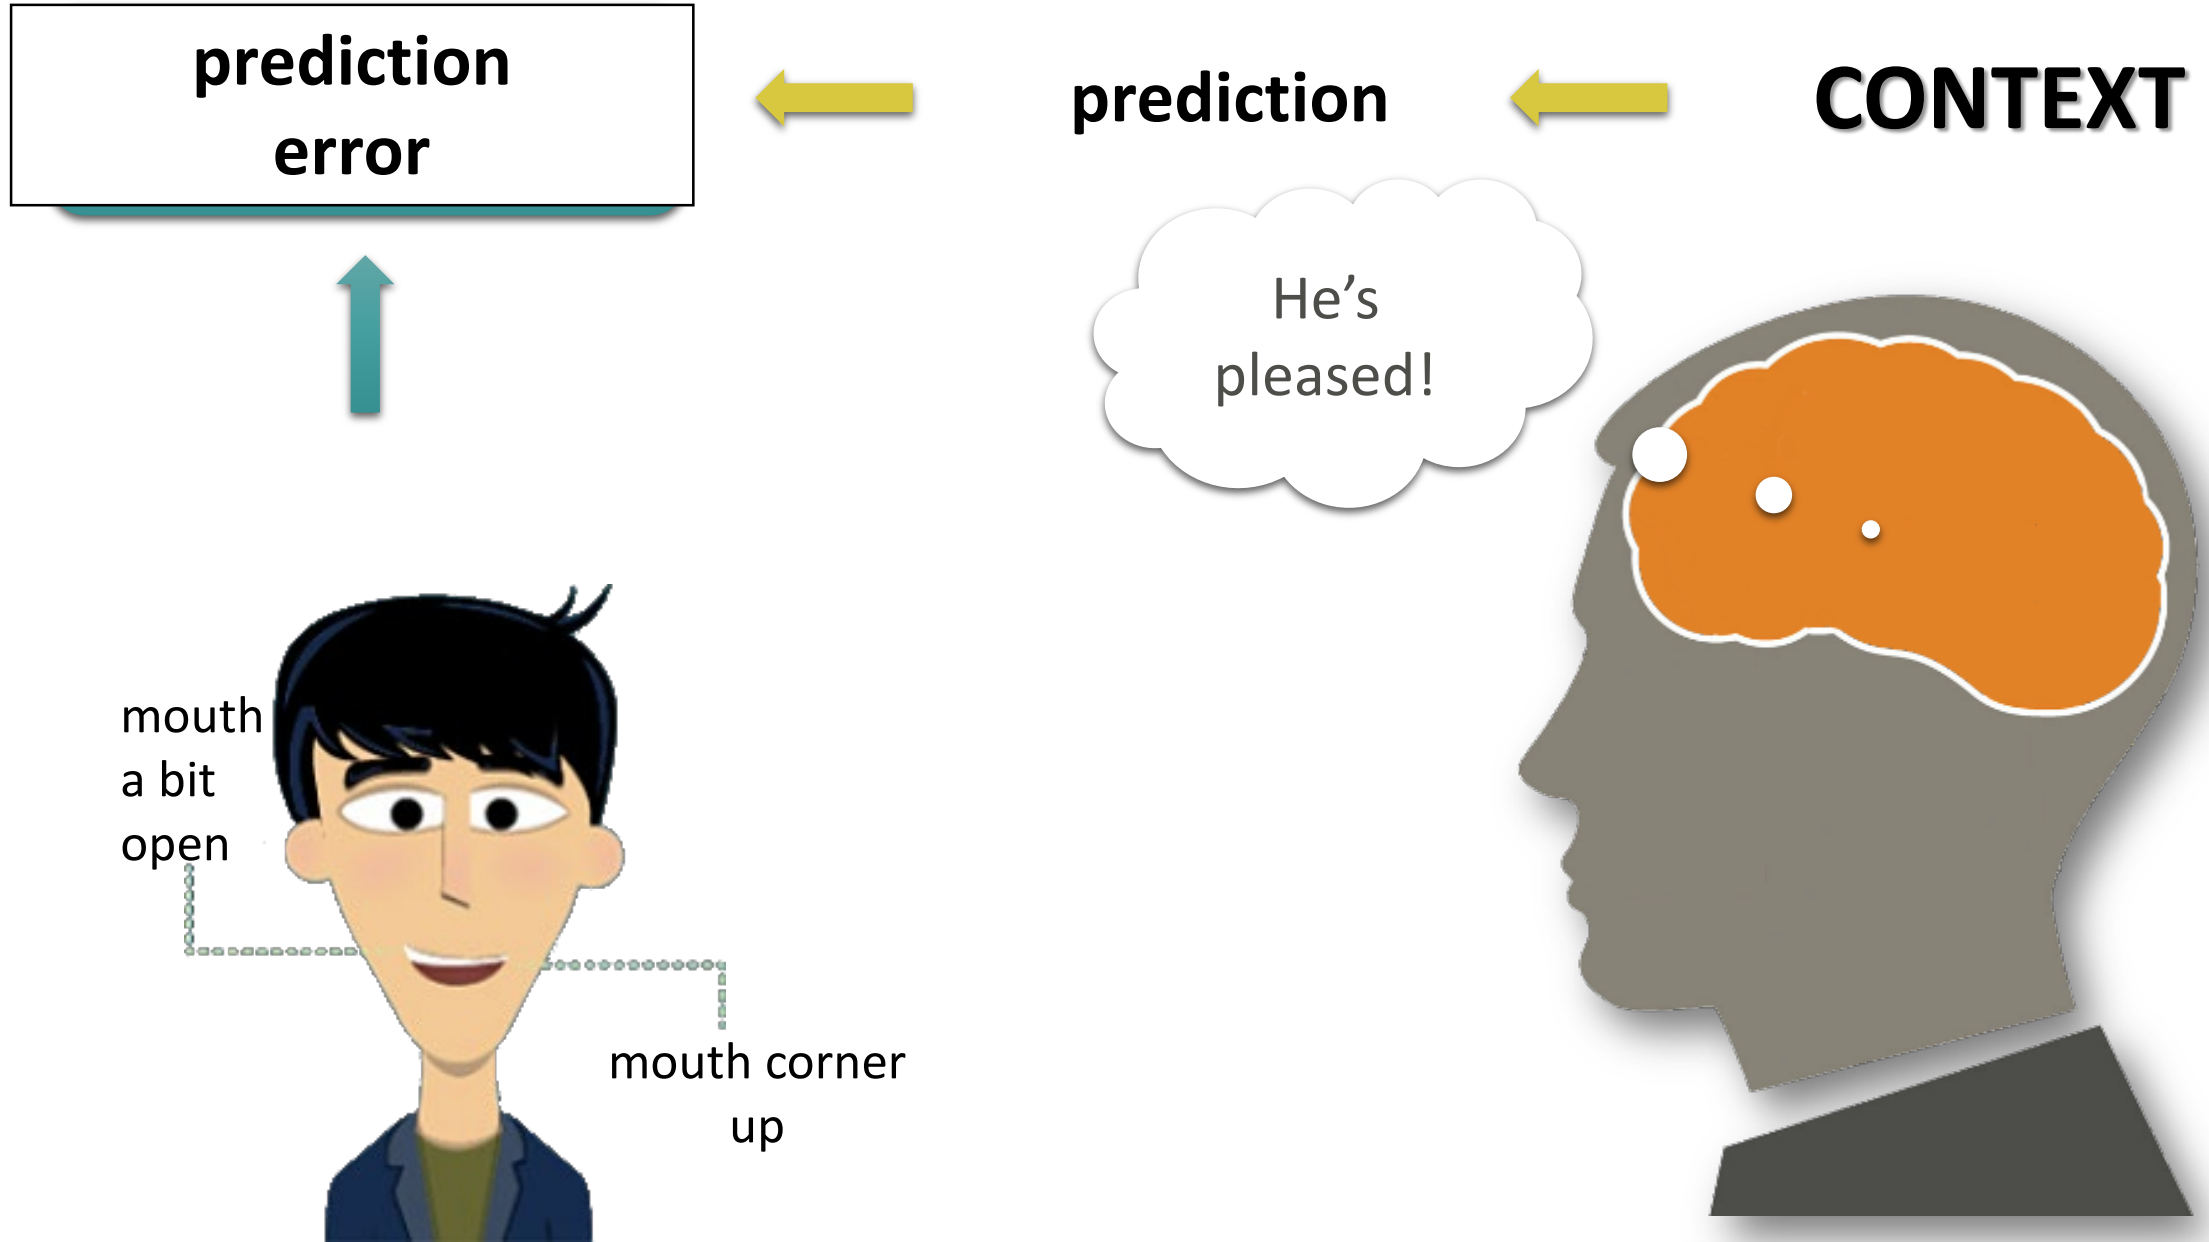 prediction
error
prediction
CONTEXT
He’s
pleased!
mouth
a bit
open
mouth corner
up